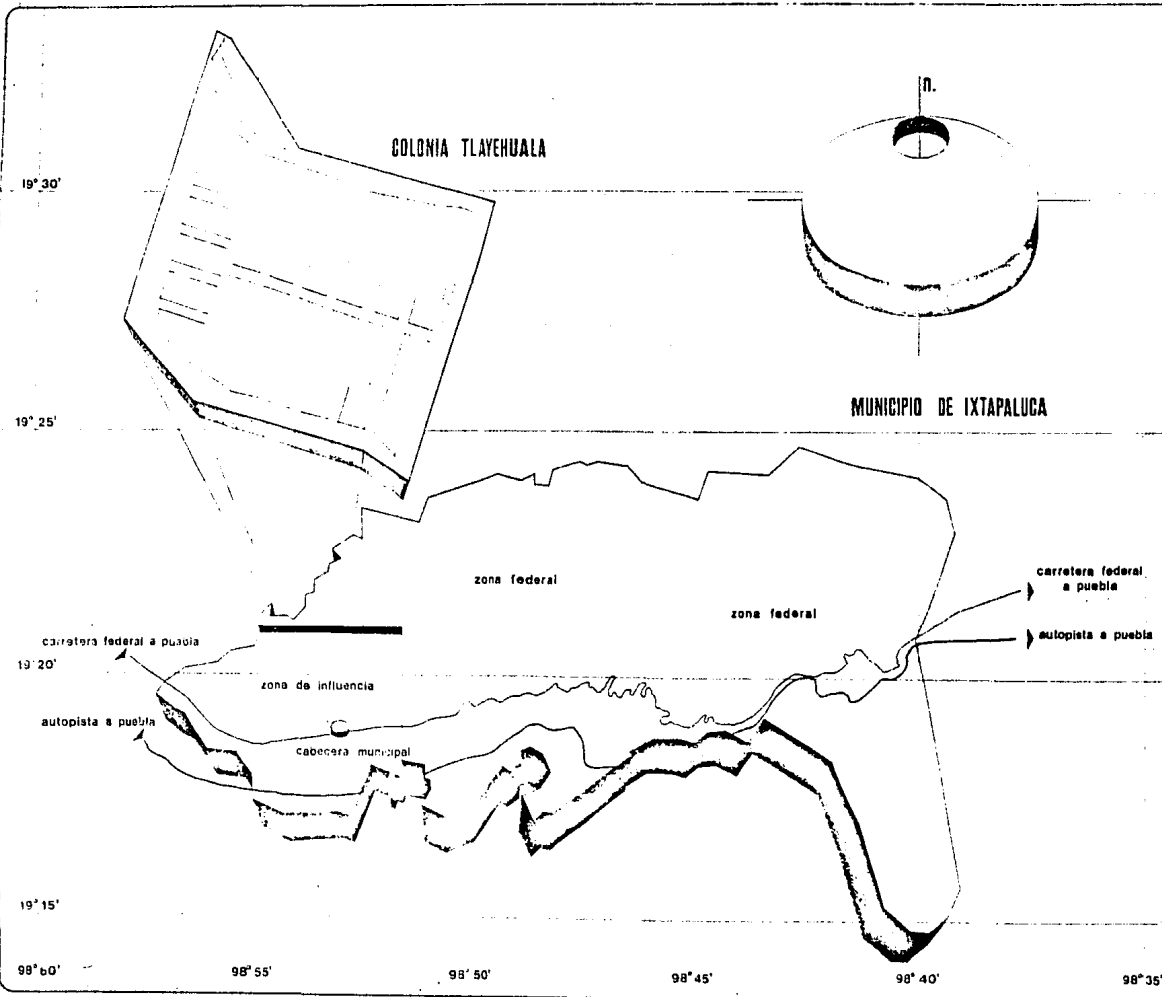 n.
COLONIA TLAYEHUALA
19° 30'
19° 25'
MUNICIPIO DE IXTAPALUCA
zona federal
zona federal
carretera federal
a puebla
autopista a puebla
carretera federal a puebla
19° 20'
zona de influencia
autopista a puebla
cabecera municipal
19° 15'
98° 60'
98° 55'
98° 50'
98° 45'
98° 40'
98° 35'